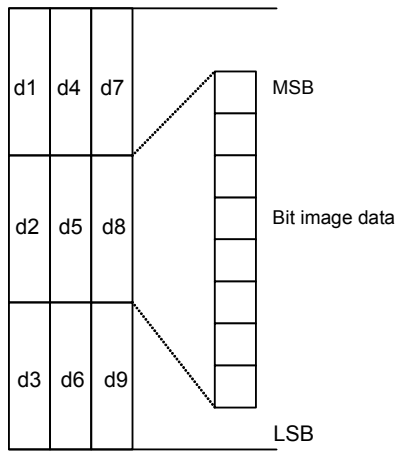 d1 d4 d7
MSB
d2 d5 d8
Bit image data
d3 d6 d9
LSB